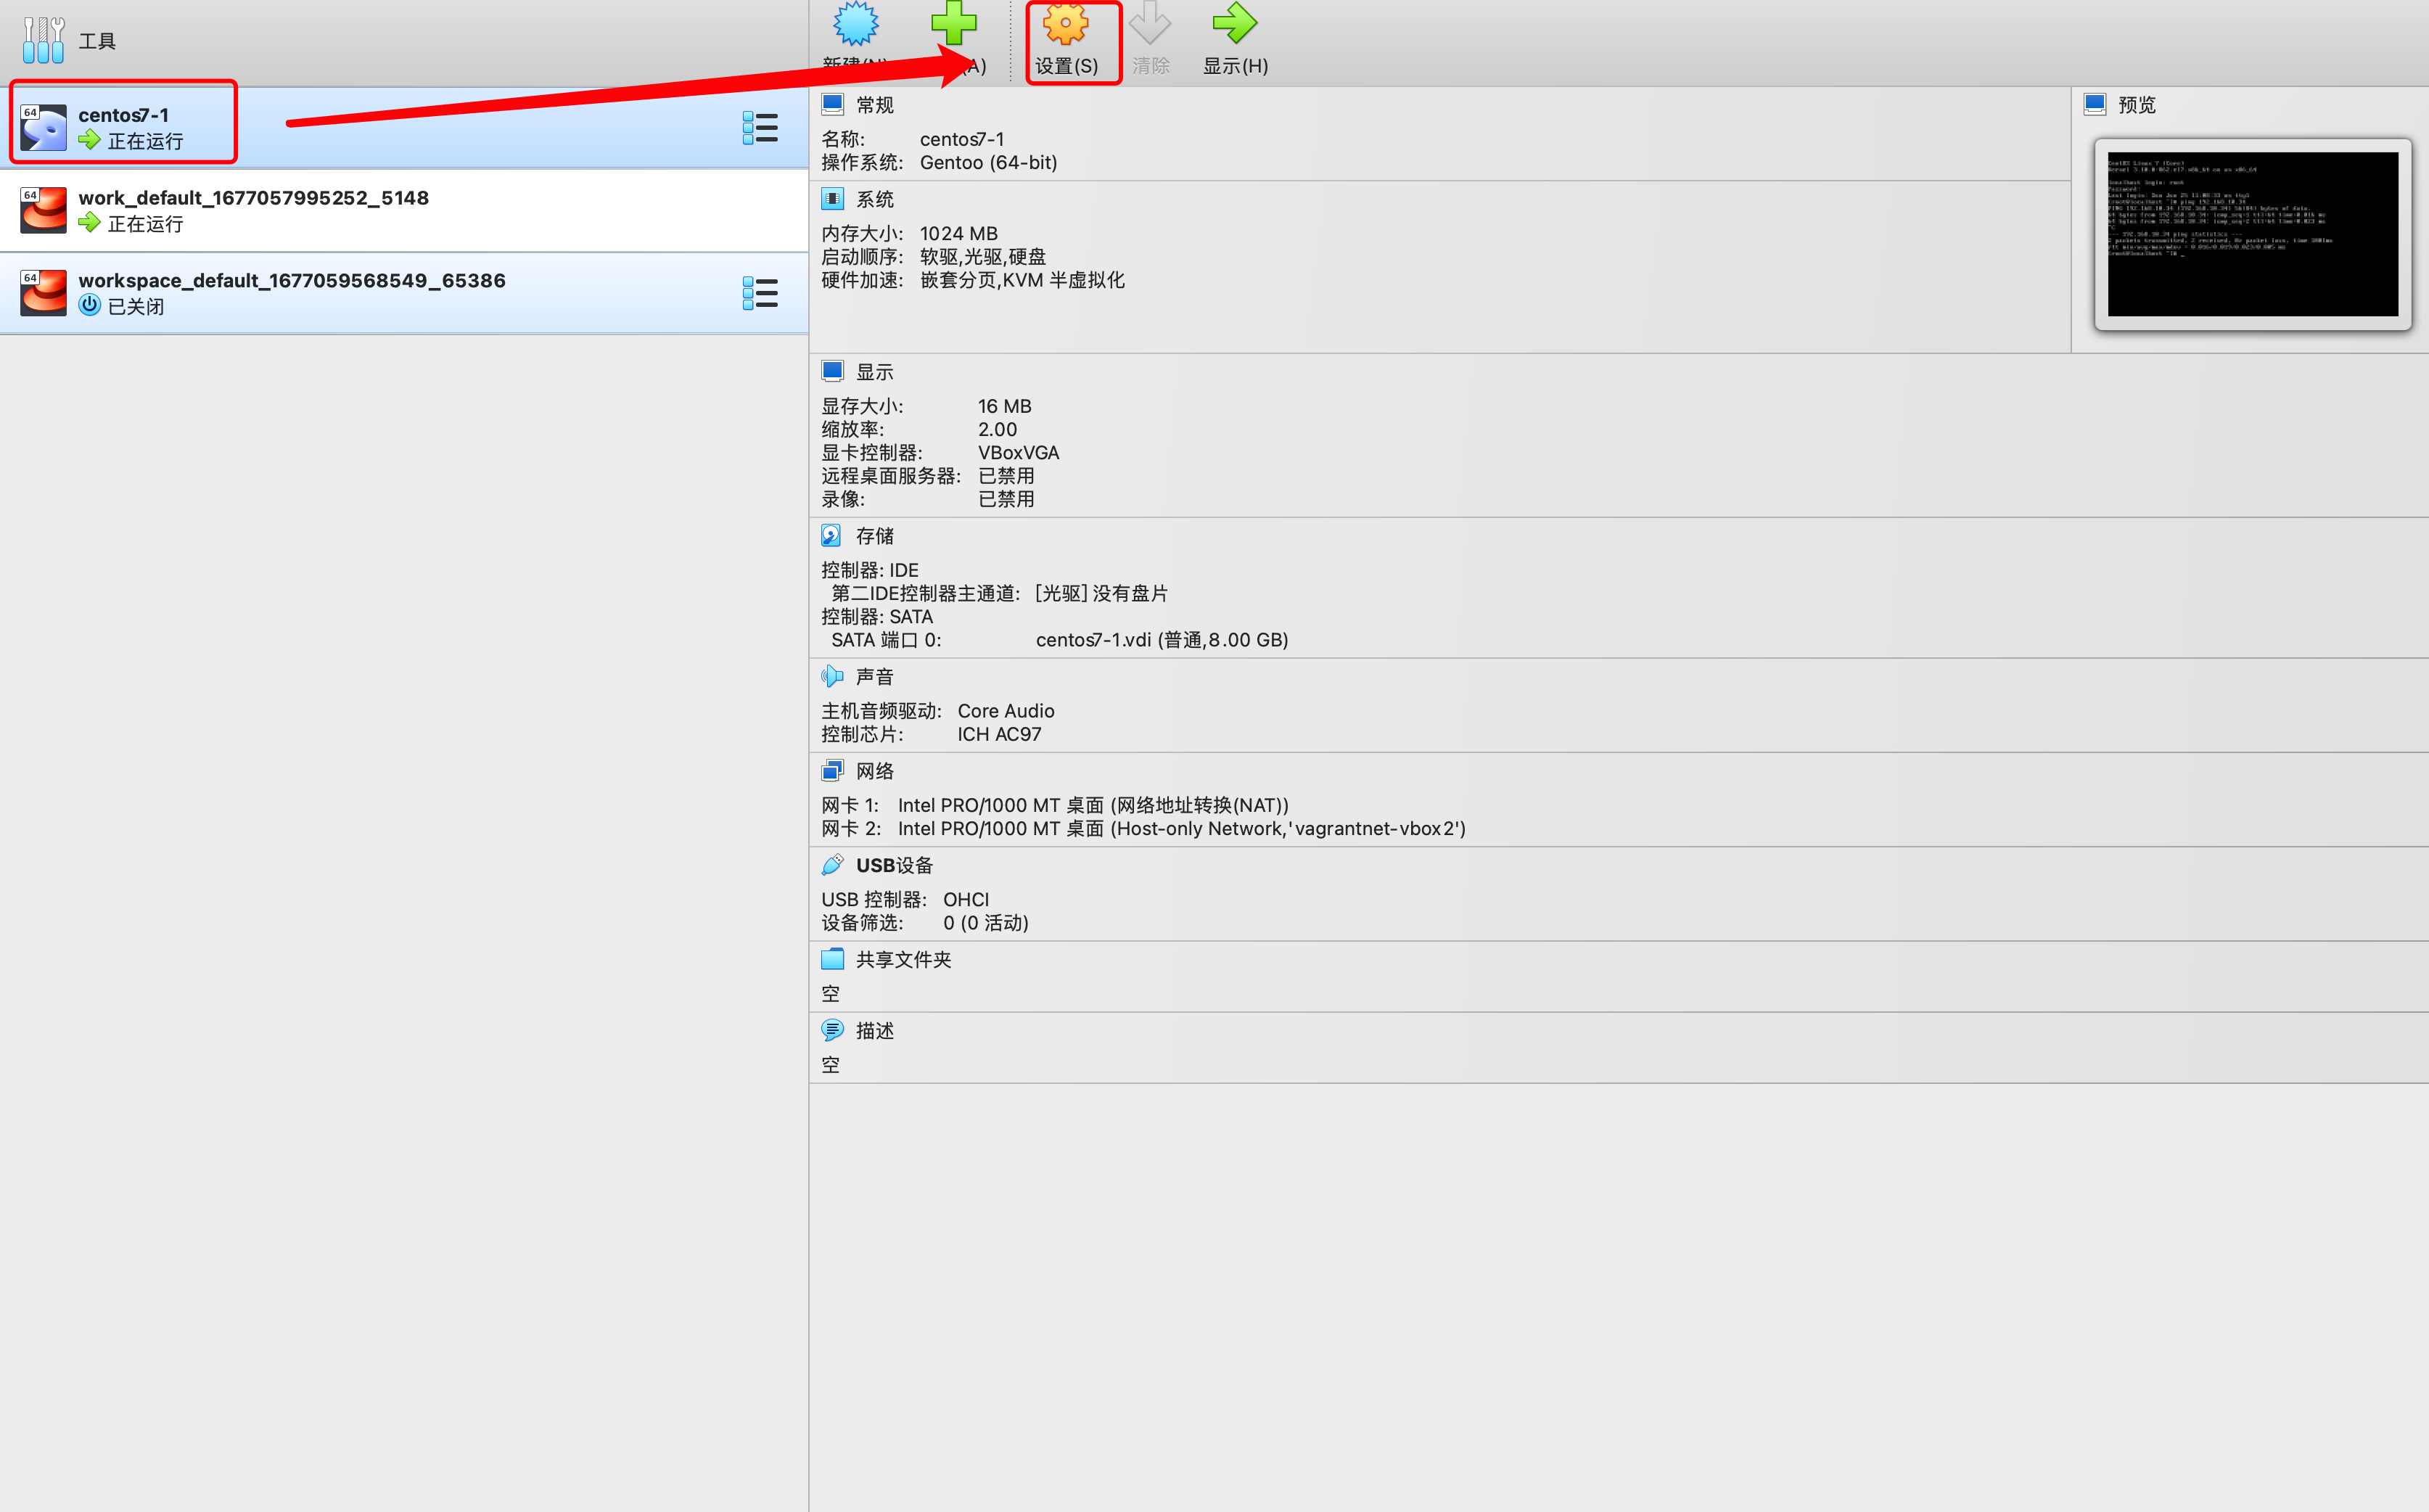 工具
新建(N)
(A)
设置(S)
清除
显示(H)
64
centos7-1
正在运行
64
work_default_1677057995252_5148
正在运行
64
workspace_default_1677059568549_65386
已关闭
常规
名称: centos7-1
操作系统: Gentoo (64-bit)
系统
内存大小: 1024 MB
启动顺序: 软驱,光驱,硬盘
硬件加速: 嵌套分页,KVM 半虚拟化
预览
CentOS Linux 7 (Core)
显示
显存大小: 16 MB
缩放率: 2.00
显卡控制器: VBoxVGA
远程桌面服务器: 已禁用
录像: 已禁用
存储
控制器: IDE
第二IDE控制器主通道: [光驱] 没有盘片
控制器: SATA
SATA 端口 0: centos7-1.vdi (普通,8.00 GB)
声音
主机音频驱动: Core Audio
控制芯片: ICH AC97
网络
网卡 1: Intel PRO/1000 MT 桌面 (网络地址转换(NAT))
网卡 2: Intel PRO/1000 MT 桌面 (Host-only Network,'vagrantnet-vbox2')
USB设备
USB 控制器: OHCI
设备筛选: 0 (0 活动)
共享文件夹
空
描述
空